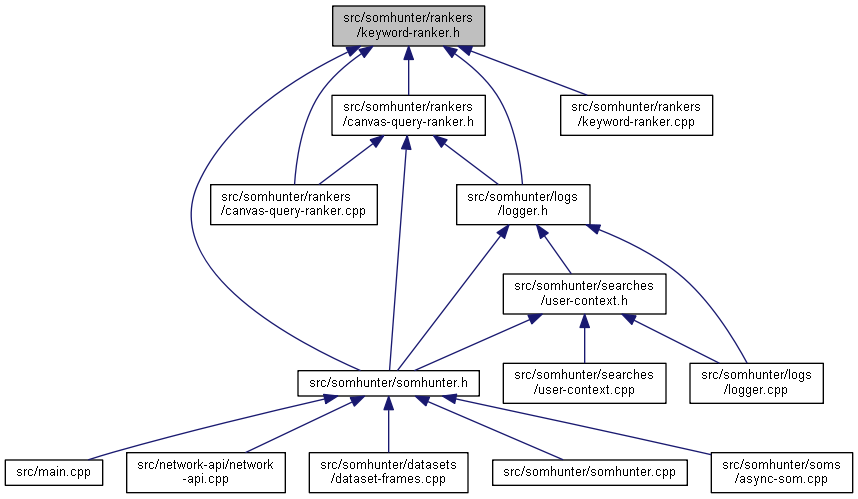 src/somhunter/rankers
/keyword-ranker.h
src/somhunter/rankers
/canvas-query-ranker.h
src/somhunter/rankers
/keyword-ranker.cpp
src/somhunter/rankers
/canvas-query-ranker.cpp
src/somhunter/logs
/logger.h
src/somhunter/searches
/user-context.h
src/somhunter/somhunter.h
src/somhunter/searches
/user-context.cpp
src/somhunter/logs
/logger.cpp
src/main.cpp
src/network-api/network
-api.cpp
src/somhunter/datasets
/dataset-frames.cpp
src/somhunter/somhunter.cpp
src/somhunter/soms
/async-som.cpp